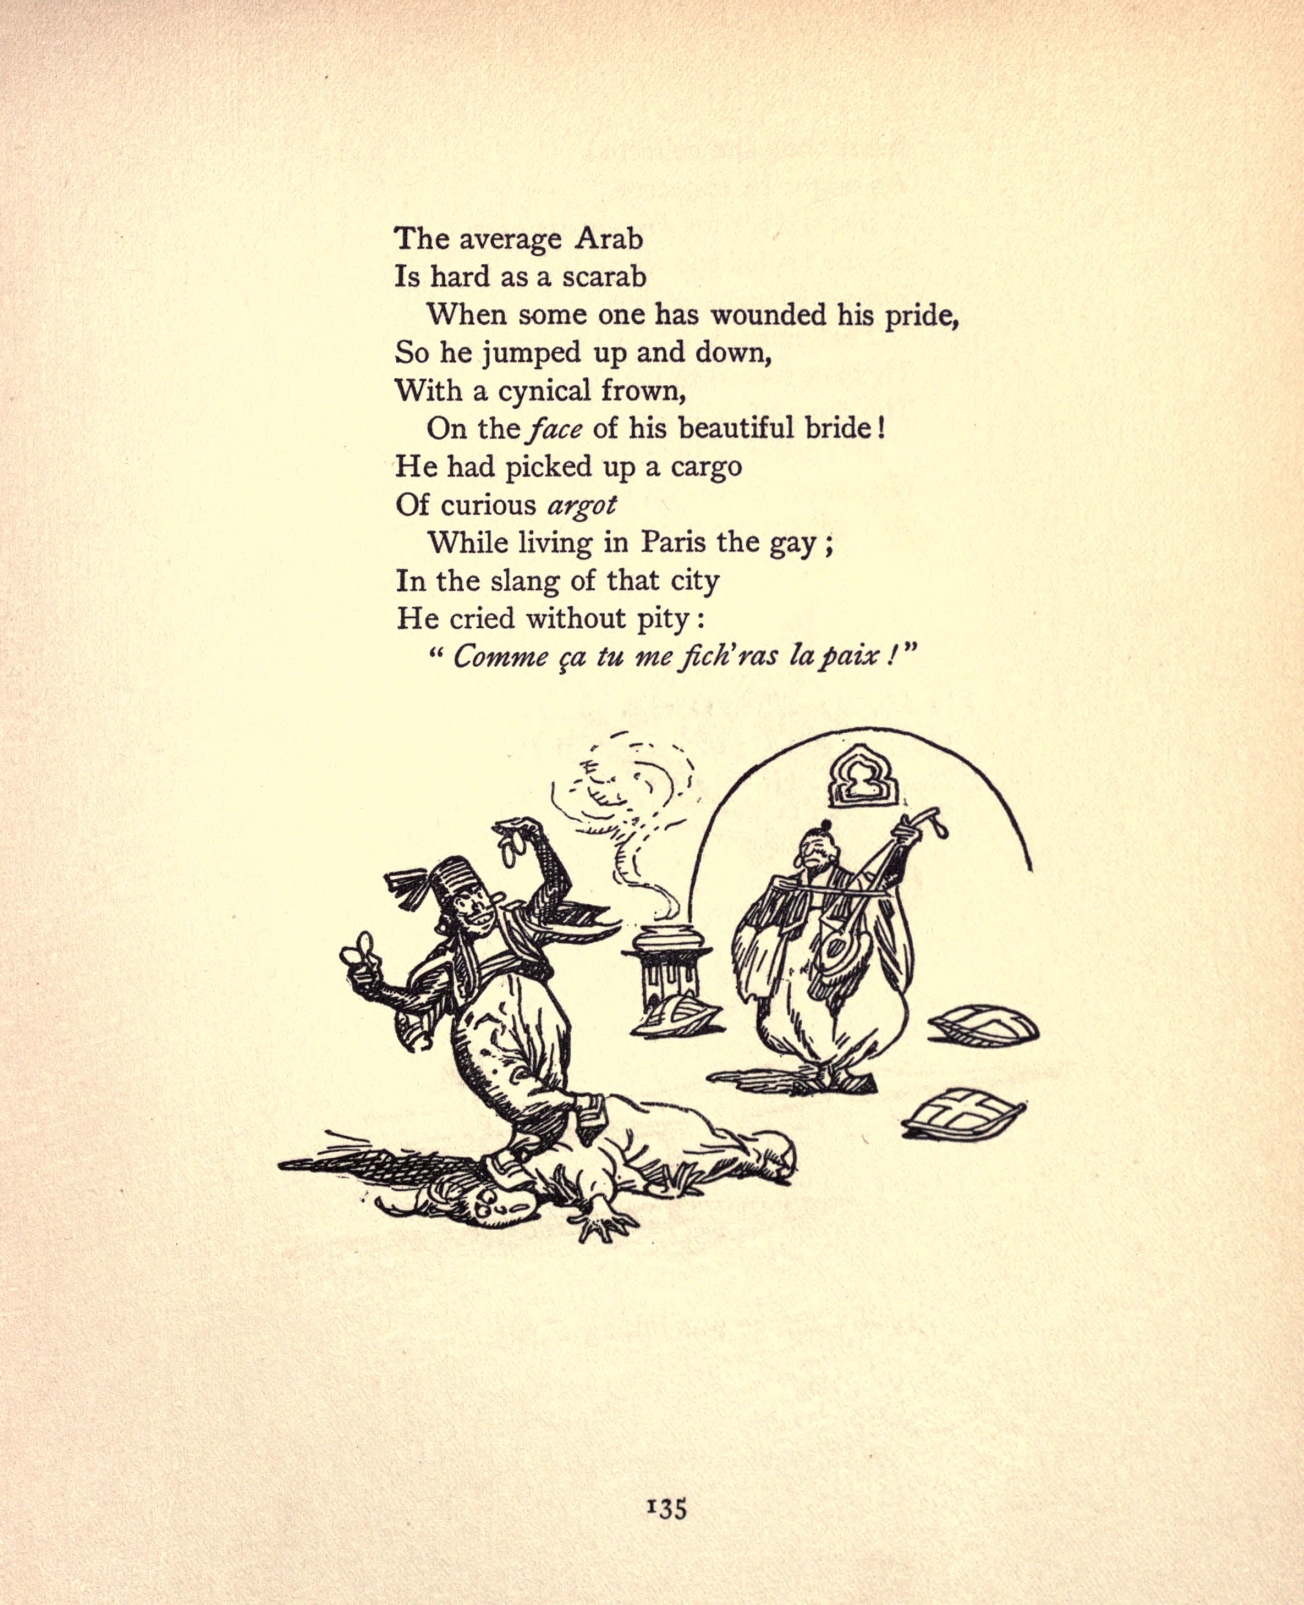 The average Arab
Is hard as a scarab
When some one has wounded his pride,
So he jumped up and down,
With a cynical frown,
On the face of his beautiful bride!
He had picked up a cargo
Of curious argot
While living in Paris the gay;
In the slang of that city
He cried without pity:
“Comme ça tu me fich'ras la paix!”
135